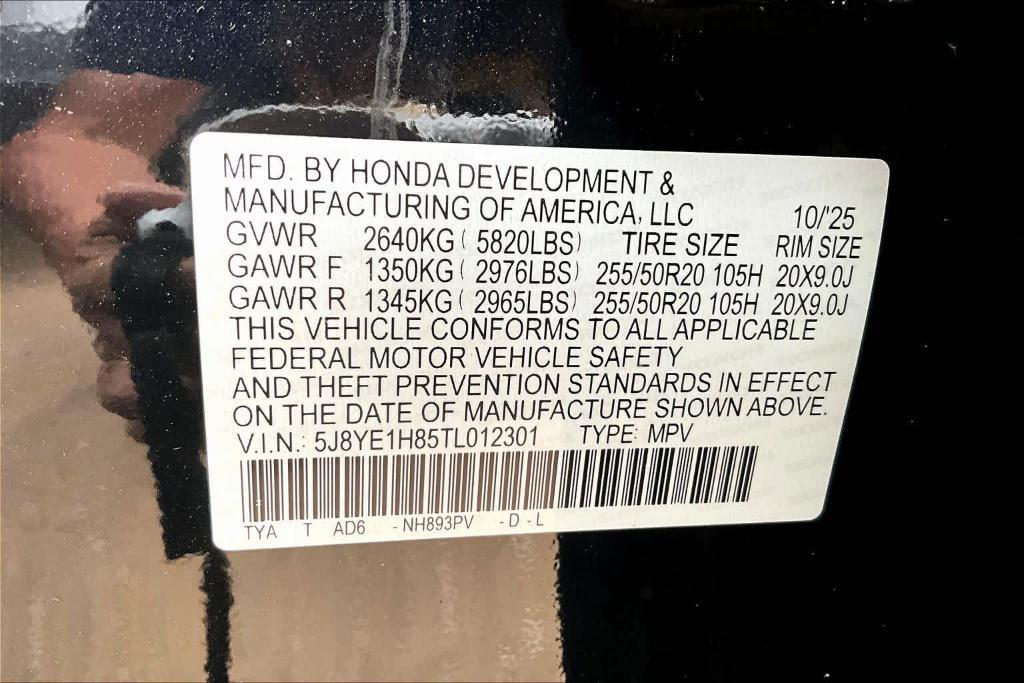 MFD. BY HONDA DEVELOPMENT &
MANUFACTURING OF AMERICA, LLC 10/'25
GVWR 2640KG ( 5820LBS) TIRE SIZE RIM SIZE
GAWR F 1350KG ( 2976LBS) 255/50R20 105H 20X9.0J
GAWR R 1345KG ( 2965LBS) 255/50R20 105H 20X9.0J
THIS VEHICLE CONFORMS TO ALL APPLICABLE
FEDERAL MOTOR VEHICLE SAFETY
AND THEFT PREVENTION STANDARDS IN EFFECT
ON THE DATE OF MANUFACTURE SHOWN ABOVE.
V.I.N.: 5J8YE1H85TL012301 TYPE: MPV
TYA T AD6 - NH893PV - D - L